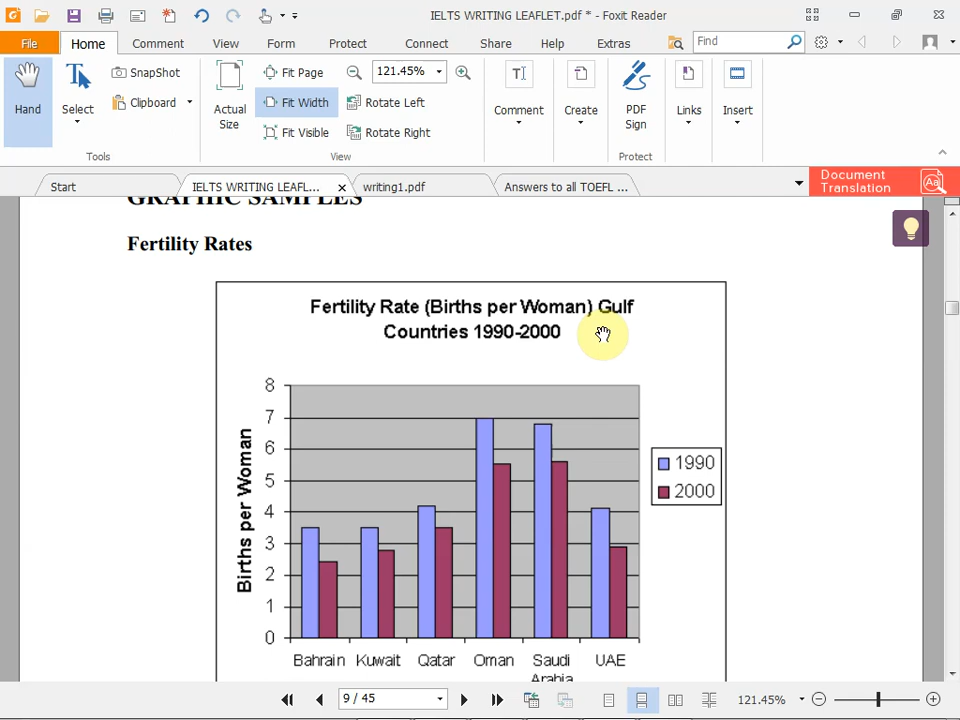 IELTS WRITING LEAFLET.pdf * - Foxit Reader
File Home Comment View Form Protect Connect Share Help Extras Find
Hand
Select
SnapShot
Clipboard
Tools
Actual
Size
Fit Page
Fit Width
Fit Visible
121.45%
Rotate Left
Rotate Right
View
Comment
Create
PDF
Sign
Protect
Links
Insert
Start
IELTS WRITING LEAFL...
writing1.pdf
Answers to all TOEFL ...
Document
Translation
GRAPHIC SAMPLES
Fertility Rates
Fertility Rate (Births per Woman) Gulf
Countries 1990-2000
Births per Woman
8
7
6
5
4
3
2
1
0
1990
2000
Bahrain Kuwait Qatar Oman Saudi UAE
Arabia
9 / 45
121.45%